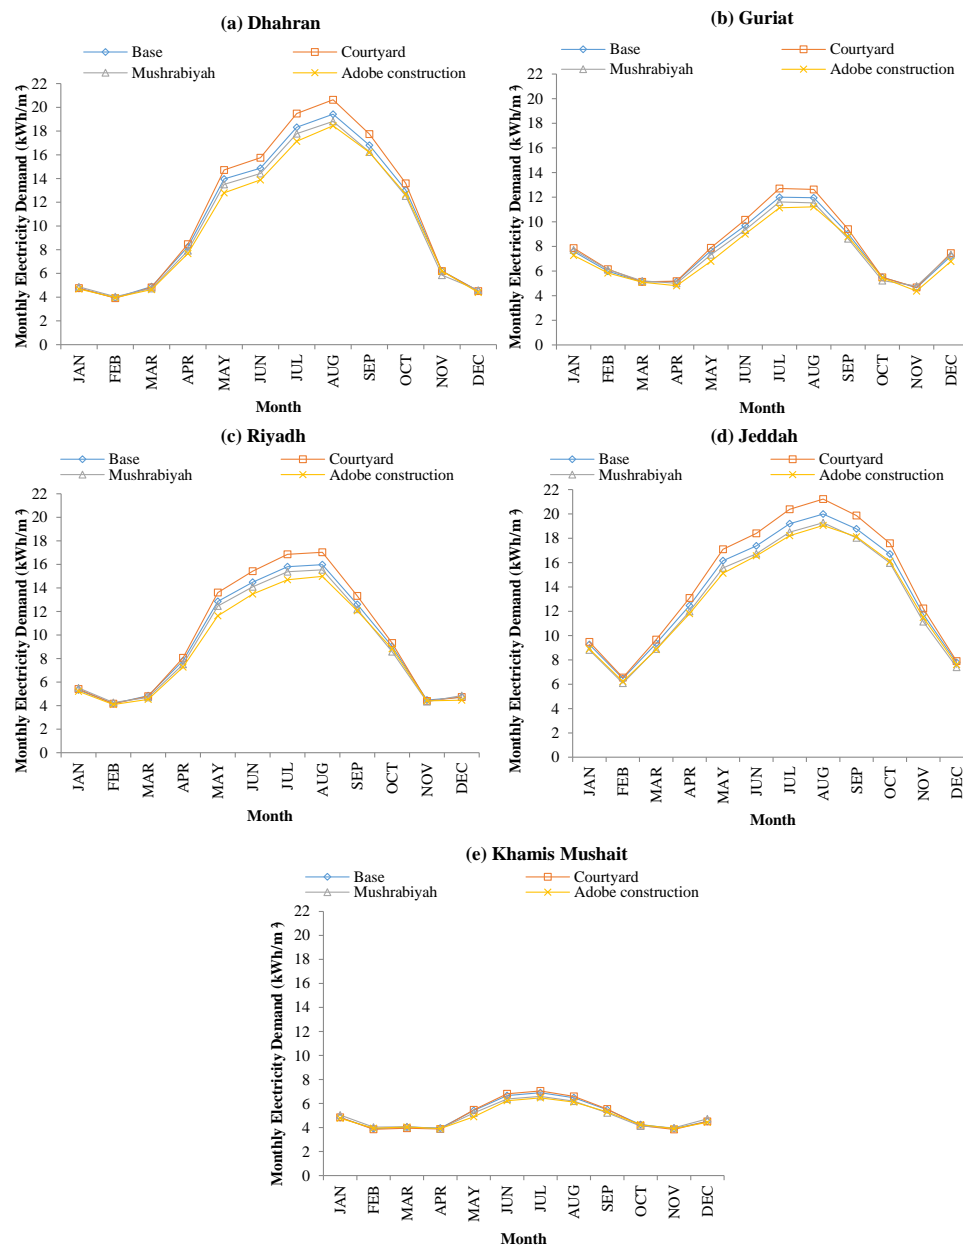 (a) Dhahran
Base
Courtyard
Mushrabiyah
Adobe construction
Monthly Electricity Demand (kWh/m²)
22
20
18
16
14
12
10
8
6
4
2
0
JAN FEB MAR APR MAY JUN JUL AUG SEP OCT NOV DEC
Month
(b) Guriat
Base
Courtyard
Mushrabiyah
Adobe construction
Monthly Electricity Demand (kWh/m²)
22
20
18
16
14
12
10
8
6
4
2
0
JAN FEB MAR APR MAY JUN JUL AUG SEP OCT NOV DEC
Month
(c) Riyadh
Base
Courtyard
Mushrabiyah
Adobe construction
Monthly Electricity Demand (kWh/m²)
22
20
18
16
14
12
10
8
6
4
2
0
JAN FEB MAR APR MAY JUN JUL AUG SEP OCT NOV DEC
Month
(d) Jeddah
Base
Courtyard
Mushrabiyah
Adobe construction
Monthly Electricity Demand (kWh/m²)
22
20
18
16
14
12
10
8
6
4
2
0
JAN FEB MAR APR MAY JUN JUL AUG SEP OCT NOV DEC
Month
(e) Khamis Mushait
Base
Courtyard
Mushrabiyah
Adobe construction
Monthly Electricity Demand (kWh/m²)
22
20
18
16
14
12
10
8
6
4
2
0
JAN FEB MAR APR MAY JUN JUL AUG SEP OCT NOV DEC
Month